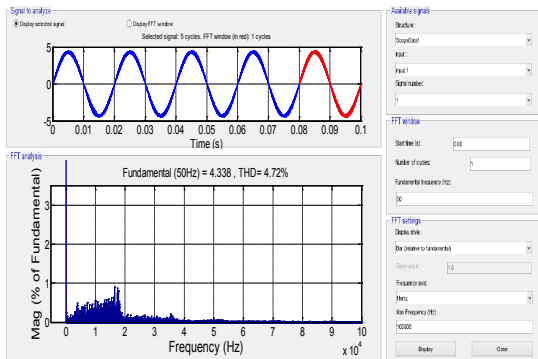 Signal to analyze
Display selected signal
Display FFT window
Selected signal: 5 cycles. FFT window (in red): 1 cycles
5
0
-5
0 0.01 0.02 0.03 0.04 0.05 0.06 0.07 0.08 0.09 0.1
Time (s)
FFT analysis
Fundamental (50Hz) = 4.338 , THD= 4.72%
Mag (% of Fundamental)
3
2
1
0
0 1 2 3 4 5 6 7 8 9 10
x 10^4
Frequency (Hz)
Available signals
Structure :
ScopeData1
Input :
input 1
Signal number:
1
FFT window
Start time (s):
0.08
Number of cycles:
1
Fundamental frequency (Hz):
50
FFT settings
Display style :
Bar (relative to fundamental)
Base value :
1.0
Frequency axis:
Hertz
Max Frequency (Hz):
100000
Display
Close